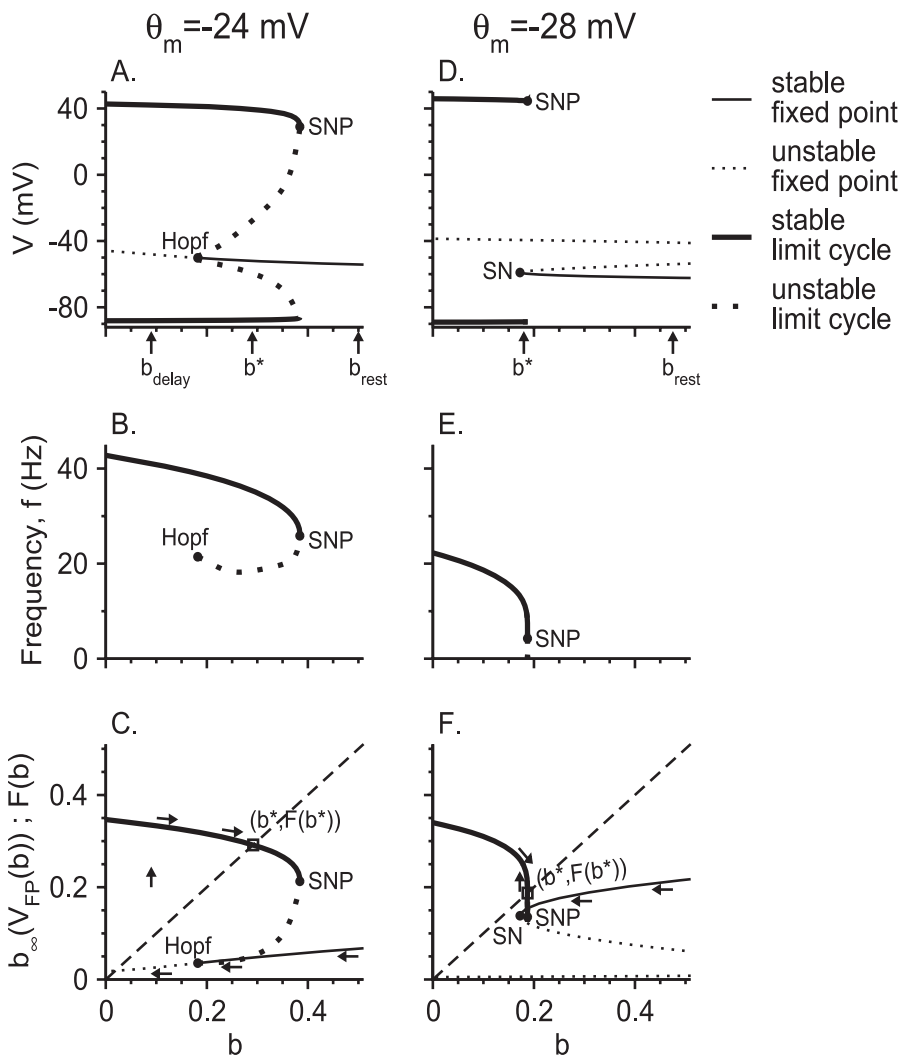 θm=-24 mV
θm=-28 mV
A.
40
0
-40
-80
V (mV)
SNP
Hopf
bdelay
b*
brest
D.
SNP
SN
b*
brest
stable
fixed point
unstable
fixed point
stable
limit cycle
unstable
limit cycle
B.
40
20
0
Frequency, f (Hz)
Hopf
SNP
E.
SNP
C.
0.4
0.2
0
b∞(VFP(b)) ; F(b)
(b*,F(b*))
SNP
Hopf
0
0.2
0.4
b
F.
(b*,F(b*))
SN
SNP
0
0.2
0.4
b